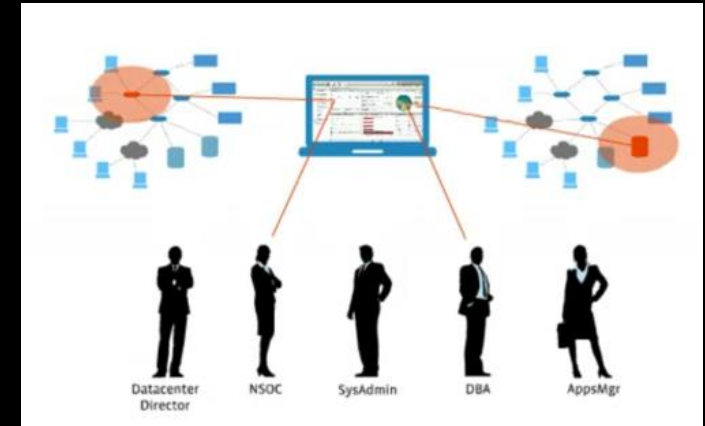 Datacenter
Director
NSOC
SysAdmin
DBA
AppsMgr